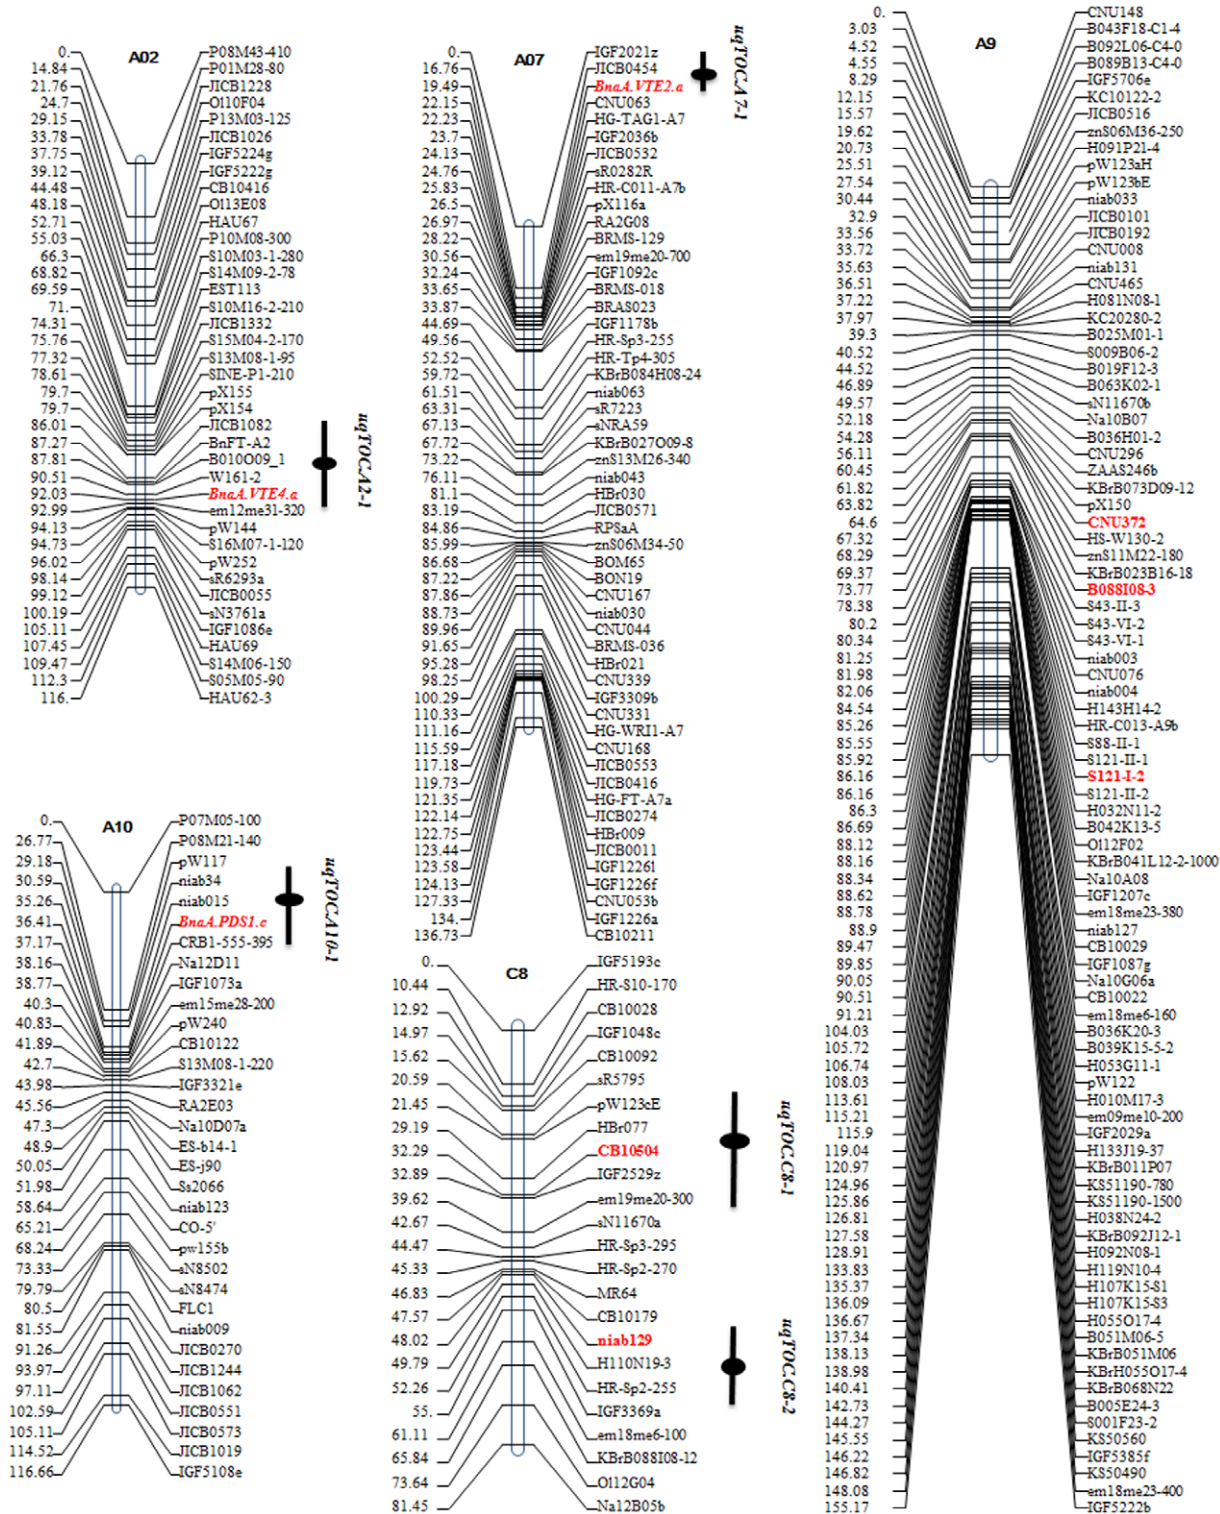 A02
0. P08M43-410
14.84 P01M28-80
21.76 JICB1228
24.7 Ol10F04
29.15 P13M03-125
33.78 JICB1026
37.75 IGF5224g
39.12 IGF5222g
44.48 CB10416
48.18 Ol13E08
52.71 HAU67
55.03 P10M08-300
66.3 S10M03-1-280
68.82 S14M09-2-78
69.59 EST113
71. S10M16-2-210
74.31 JICB1332
75.76 S15M04-2-170
77.32 S13M08-1-95
78.61 SINE-P1-210
79.7 pX155
79.7 pX154
86.01 JICB1082
87.27 BnFT-A2
87.81 B010O09_1
90.51 W161-2
92.03 BnaA.VTE4.a
92.99 em12me31-320
94.13 pW144
94.73 S16M07-1-120
96.02 pW252
98.14 sR6293a
99.12 JICB0055
100.19 sN3761a
105.11 IGF1086e
107.45 HAU69
109.47 S14M06-150
112.3 S05M05-90
116. HAU62-3
uqTOC.A2-1
A07
0. IGF2021z
16.76 JICB0454
19.49 BnaA.VTE2.a
22.15 CNU063
22.23 HG-TAG1-A7
23.7 IGF2036b
24.13 JICB0532
24.76 sR0282R
25.83 HR-C011-A7b
26.5 pX116a
26.97 RA2G08
28.22 BRMS-129
30.56 em19me20-700
32.24 IGF1092c
33.65 BRMS-018
33.87 BRAS023
44.69 IGF1178b
49.56 HR-Sp3-255
52.52 HR-Tp4-305
59.72 KBrB084H08-24
61.51 niab063
63.31 sR7223
67.13 sNRA59
67.72 KBrB027O09-8
73.22 znS13M26-340
76.11 niab043
81.1 HBr030
83.19 JICB0571
84.86 RPSaA
85.99 znS06M34-50
86.68 BOM65
87.22 BON19
87.86 CNU167
88.73 niab030
89.96 CNU044
91.65 BRMS-036
95.28 HBr021
98.25 CNU339
100.29 IGF3309b
110.33 CNU331
111.16 HG-WRI1-A7
115.59 CNU168
117.18 JICB0553
119.73 JICB0416
121.35 HG-FT-A7a
122.14 JICB0274
122.75 HBr009
123.44 JICB0011
123.58 IGF1226l
124.13 IGF1226f
127.33 CNU053b
134. IGF1226a
136.73 CB10211
uqTOC.A7-1
A9
0. CNU148
3.03 B043F18-C1-4
4.52 B092L06-C4-0
4.55 B089B13-C4-0
8.29 IGF5706e
12.15 KC10122-2
15.57 JICB0516
19.62 znS06M36-250
20.73 H091P21-4
25.51 pW123aH
27.54 pW123bE
30.44 niab033
32.9 JICB0101
33.56 JICB0192
33.72 CNU008
35.63 niab131
36.51 CNU465
37.22 H081N08-1
37.97 KC20280-2
39.3 B025M01-1
40.52 S009B06-2
44.52 B019F12-3
46.89 B063K02-1
49.57 sN11670b
52.18 Na10B07
54.28 B036H01-2
56.11 CNU296
60.45 ZAAS246b
61.82 KBrB073D09-12
63.82 pX150
64.6 CNU372
67.32 HS-W130-2
68.29 znS11M22-180
69.37 KBrB023B16-18
73.77 B088I08-3
78.38 S43-II-3
80.2 S43-VI-2
80.34 S43-VI-1
81.25 niab003
81.98 CNU076
82.06 niab004
84.54 H143H14-2
85.26 HR-C013-A9b
85.55 S88-II-1
85.92 S121-II-1
86.16 S121-I-2
86.16 S121-II-2
86.3 H032N11-2
86.69 B042K13-5
88.12 Ol12F02
88.16 KBrB041L12-2-1000
88.34 Na10A08
88.62 IGF1207c
88.78 em18me23-380
88.9 niab127
89.47 CB10029
89.85 IGF1087g
90.05 Na10G06a
90.51 CB10022
91.21 em18me6-160
104.03 B036K20-3
105.72 B039K15-5-2
106.74 H053G11-1
108.03 pW122
113.61 H010M17-3
115.21 em09me10-200
115.9 IGF2029a
119.04 H133J19-37
120.97 KBrB011P07
124.96 KS51190-780
125.86 KS51190-1500
126.81 H038N24-2
127.58 KBrB092J12-1
128.91 H092N08-1
133.83 H119N10-4
135.37 H107K15-S1
136.09 H107K15-S3
136.67 H055O17-4
137.34 B051M06-5
138.13 KBrB051M06
138.98 KBrH055O17-4
140.41 KBrB068N22
142.73 B005E24-3
144.27 S001F23-2
145.55 KS50560
146.22 IGF5385f
146.82 KS50490
148.08 em18me23-400
155.17 IGF5222b
A10
0. P07M05-100
26.77 P08M21-140
29.18 pW117
30.59 niab34
35.26 niab015
36.41 BnaA.PDS1.c
37.17 CRB1-555-395
38.16 Na12D11
38.77 IGF1073a
40.3 em15me28-200
40.83 pW240
41.89 CB10122
42.7 S13M08-1-220
43.98 IGF3321e
45.56 RA2E03
47.3 Na10D07a
48.9 ES-b14-1
50.05 ES-j90
51.98 Ss2066
58.64 niab123
65.21 CO-5'
68.24 pw155b
73.33 sN8502
79.79 sN8474
80.5 FLC1
81.55 niab009
91.26 JICB0270
93.97 JICB1244
97.11 JICB1062
102.59 JICB0551
105.11 JICB0573
114.52 JICB1019
116.66 IGF5108e
uqTOC.A10-1
C8
0. IGF5193c
10.44 HR-S10-170
12.92 CB10028
14.97 IGF1048c
15.62 CB10092
20.59 sR5795
21.45 pW123cE
29.19 HBr077
32.29 CB10504
32.89 IGF2529z
39.62 em19me20-300
42.67 sN11670a
44.47 HR-Sp3-295
45.33 HR-Sp2-270
46.83 MR64
47.57 CB10179
48.02 niab129
49.79 H110N19-3
52.26 HR-Sp2-255
55. IGF3369a
61.11 em18me6-100
65.84 KBrB088I08-12
73.64 Ol12G04
81.45 Na12B05b
uqTOC.C8-1
uqTOC.C8-2